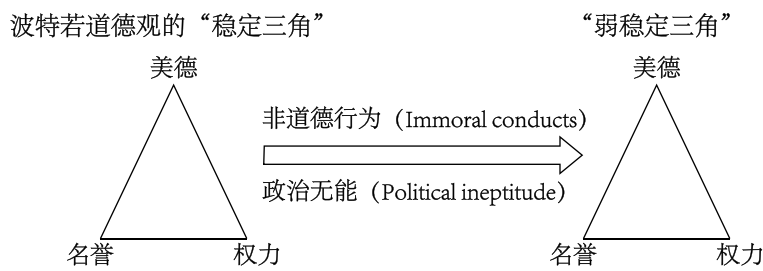 波特若道德观的“稳定三角”
“弱稳定三角”
美德
美德
非道德行为（Immoral conducts）
政治无能（Political ineptitude）
名誉
权力
名誉
权力